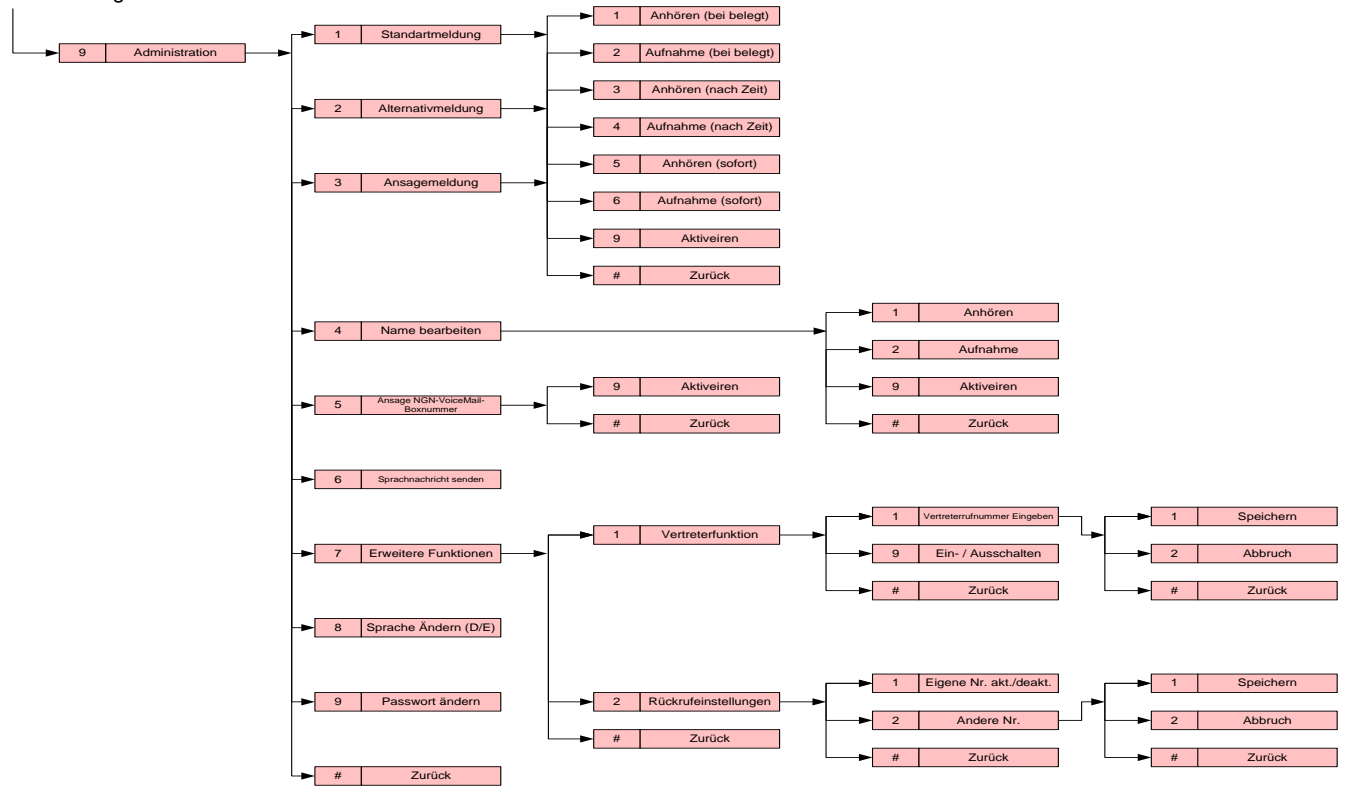 9 Administration
1 Standartmeldung
2 Alternativmeldung
3 Ansagemeldung
1 Anhören (bei belegt)
2 Aufnahme (bei belegt)
3 Anhören (nach Zeit)
4 Aufnahme (nach Zeit)
5 Anhören (sofort)
6 Aufnahme (sofort)
9 Aktiveiren
# Zurück
4 Name bearbeiten
1 Anhören
2 Aufnahme
9 Aktiveiren
# Zurück
5 Ansage NGN-VoiceMail-
Boxnummer
9 Aktiveiren
# Zurück
6 Sprachnachricht senden
7 Erweitere Funktionen
1 Vertreterfunktion
1 Vertreterrufnummer Eingeben
1 Speichern
2 Abbruch
# Zurück
9 Ein- / Ausschalten
# Zurück
2 Rückrufeinstellungen
1 Eigene Nr. akt./deakt.
2 Andere Nr.
1 Speichern
2 Abbruch
# Zurück
# Zurück
# Zurück
8 Sprache Ändern (D/E)
9 Passwort ändern
# Zurück